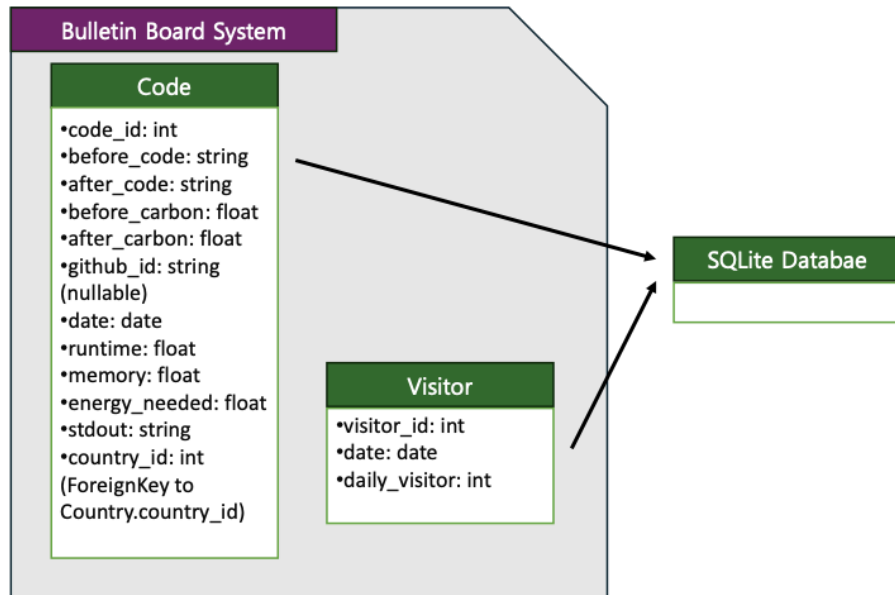 Bulletin Board System
Code
•code_id: int
•before_code: string
•after_code: string
•before_carbon: float
•after_carbon: float
•github_id: string
(nullable)
•date: date
•runtime: float
•memory: float
•energy_needed: float
•stdout: string
•country_id: int
(ForeignKey to
Country.country_id)
Visitor
•visitor_id: int
•date: date
•daily_visitor: int
SQLite Databae